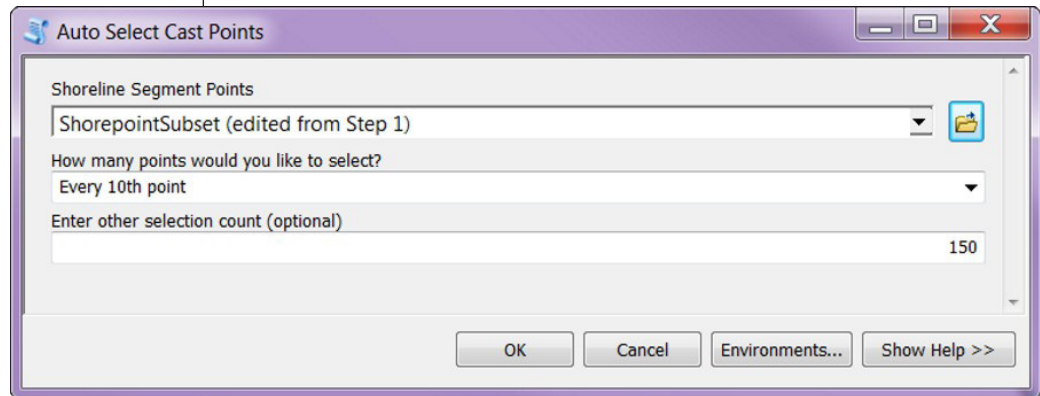 Auto Select Cast Points
Shoreline Segment Points
ShorepointSubset (edited from Step 1)
How many points would you like to select?
Every 10th point
Enter other selection count (optional)
150
OK Cancel Environments... Show Help >>